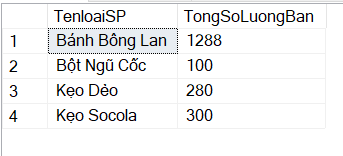 TenloaiSP TongSoLuongBan
1 Bánh Bông Lan 1288
2 Bột Ngũ Cốc 100
3 Kẹo Dẻo 280
4 Kẹo Socola 300